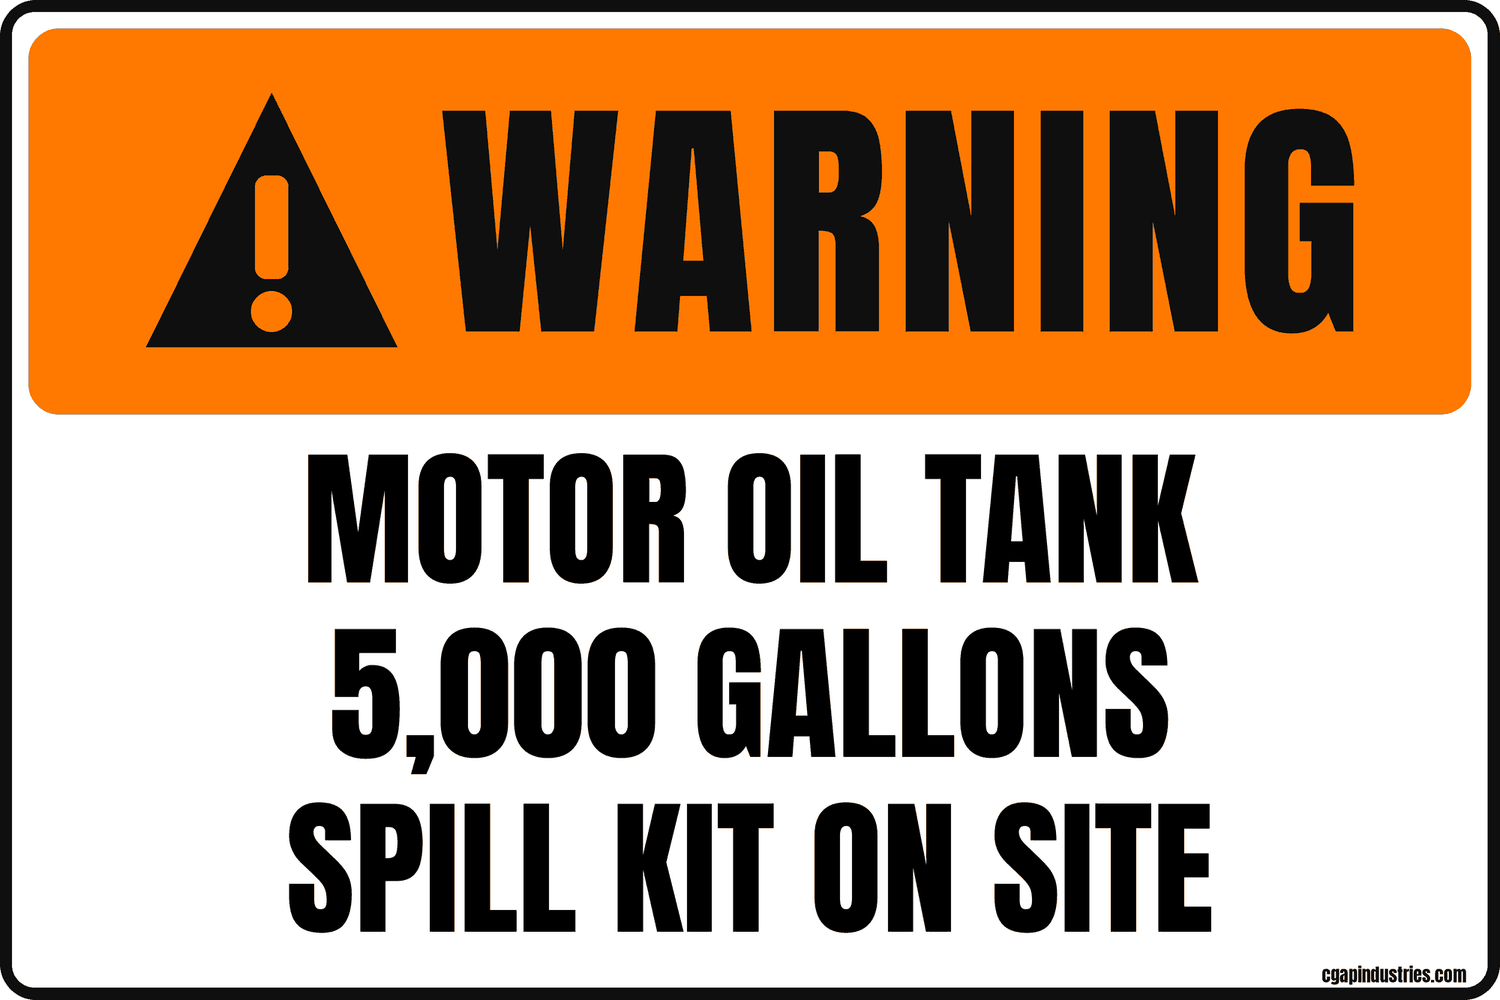 WARNING
MOTOR OIL TANK
5,000 GALLONS
SPILL KIT ON SITE
cgapindustries.com